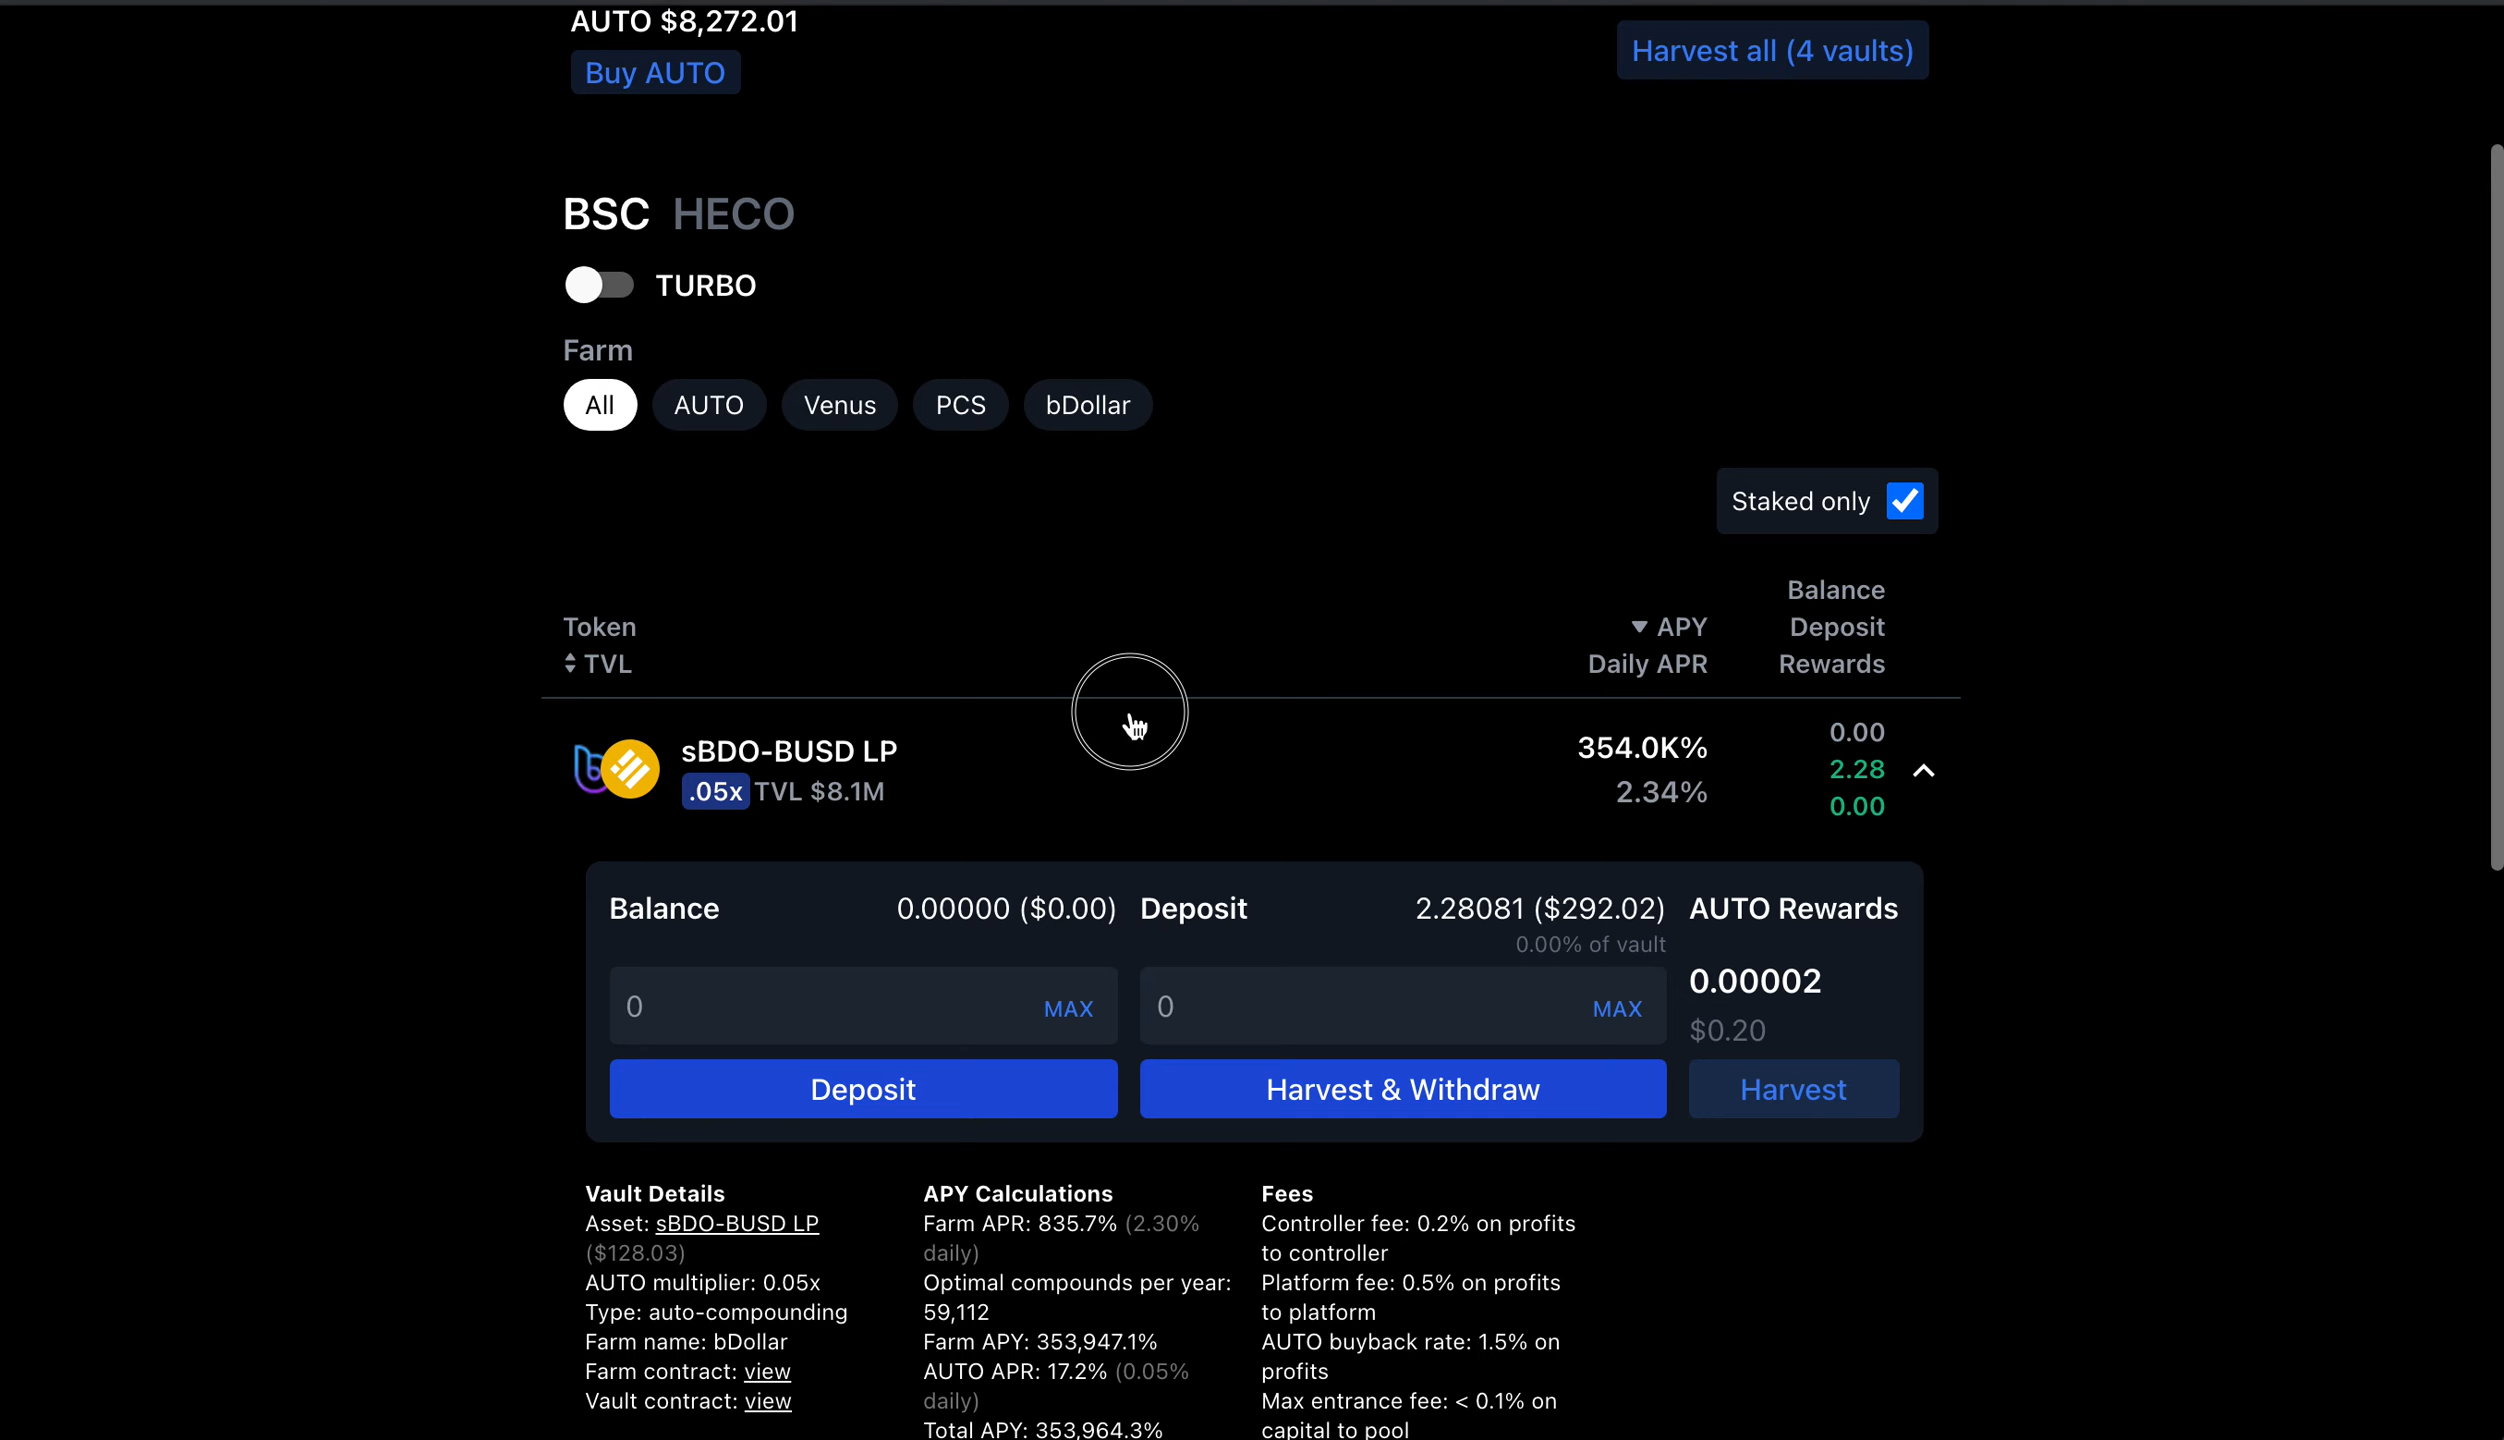 AUTO $8,272.01
Buy AUTO
Harvest all (4 vaults)
BSC HECO
TURBO
Farm
All AUTO Venus PCS bDollar
Staked only
Token
TVL
APY
Daily APR
Balance
Deposit
Rewards
sBDO-BUSD LP
.05x TVL $8.1M
354.0K%
2.34%
0.00
2.28
0.00
Balance 0.00000 ($0.00)
0 MAX
Deposit
Deposit 2.28081 ($292.02)
0.00% of vault
0 MAX
Harvest & Withdraw
AUTO Rewards
0.00002
$0.20
Harvest
Vault Details
Asset: sBDO-BUSD LP
($128.03)
AUTO multiplier: 0.05x
Type: auto-compounding
Farm name: bDollar
Farm contract: view
Vault contract: view
APY Calculations
Farm APR: 835.7% (2.30%
daily)
Optimal compounds per year:
59,112
Farm APY: 353,947.1%
AUTO APR: 17.2% (0.05%
daily)
Total APY: 353,964.3%
Fees
Controller fee: 0.2% on profits
to controller
Platform fee: 0.5% on profits
to platform
AUTO buyback rate: 1.5% on
profits
Max entrance fee: < 0.1% on
capital to pool